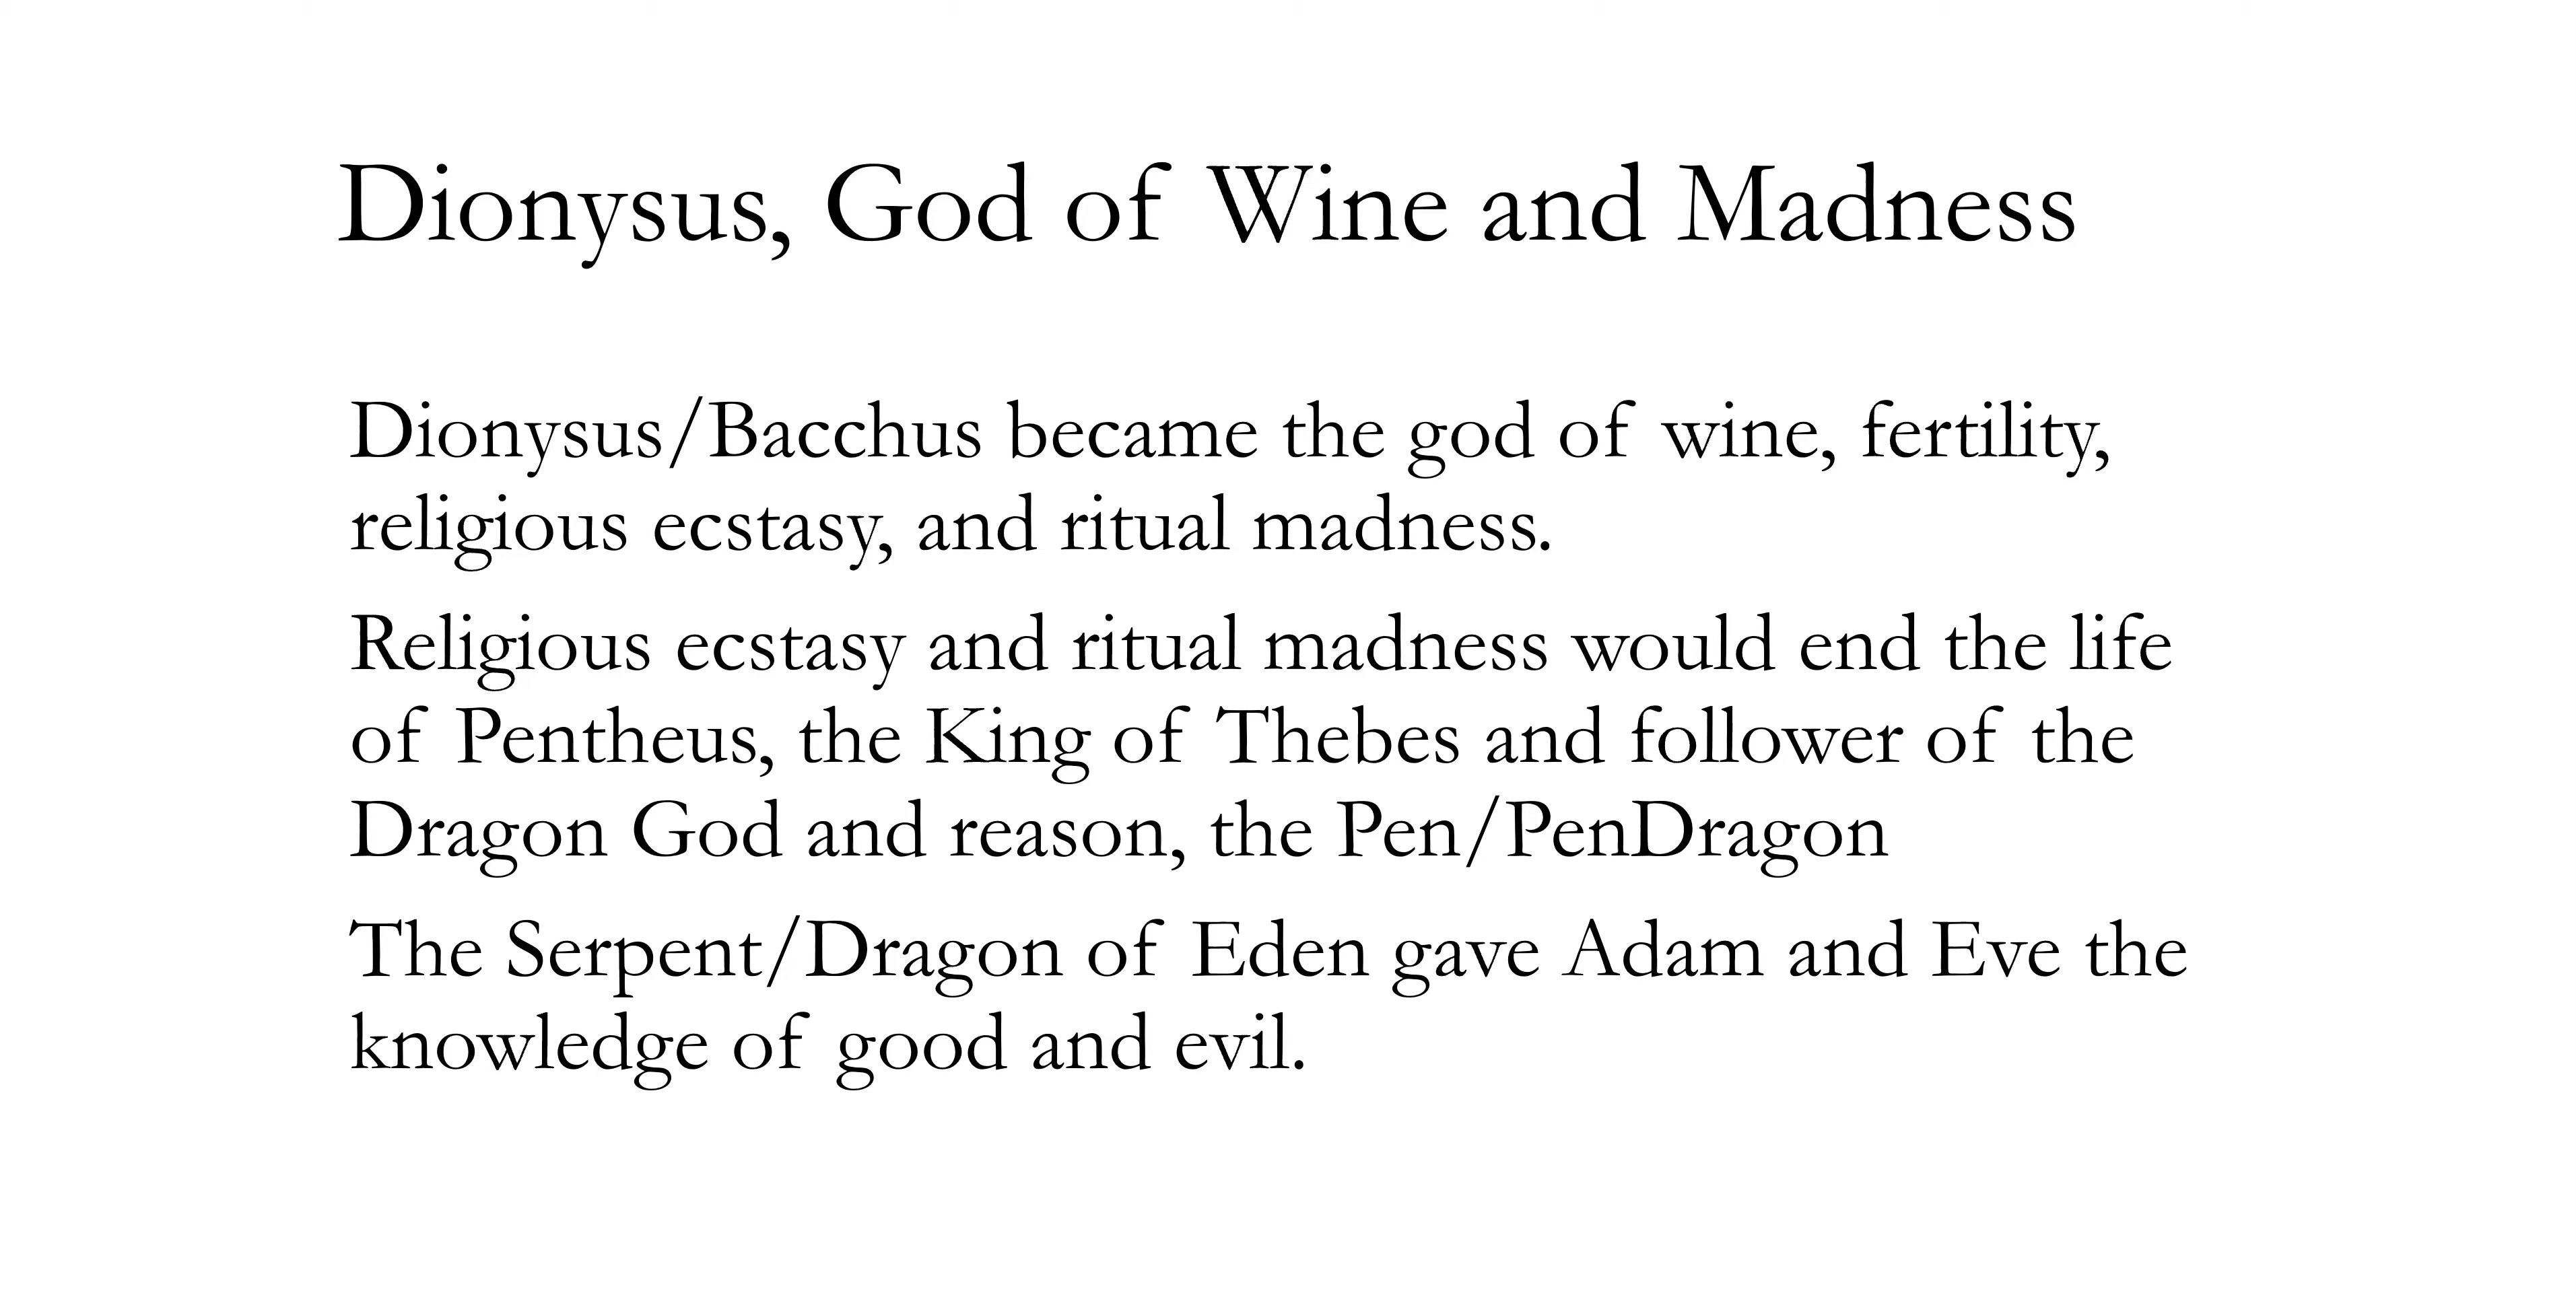 Dionysus, God of Wine and Madness
Dionysus/Bacchus became the god of wine, fertility,
religious ecstasy, and ritual madness.
Religious ecstasy and ritual madness would end the life
of Pentheus, the King of Thebes and follower of the
Dragon God and reason, the Pen/PenDragon
The Serpent/Dragon of Eden gave Adam and Eve the
knowledge of good and evil.